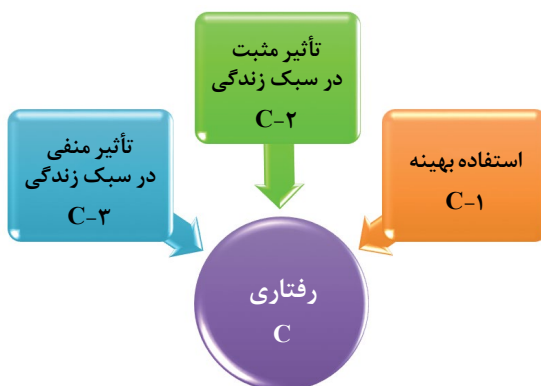 تأثیر مثبت
در سبک زندگی
C-۲
استفاده بهینه
C-۱
تأثیر منفی
در سبک زندگی
C-۳
رفتاری
C